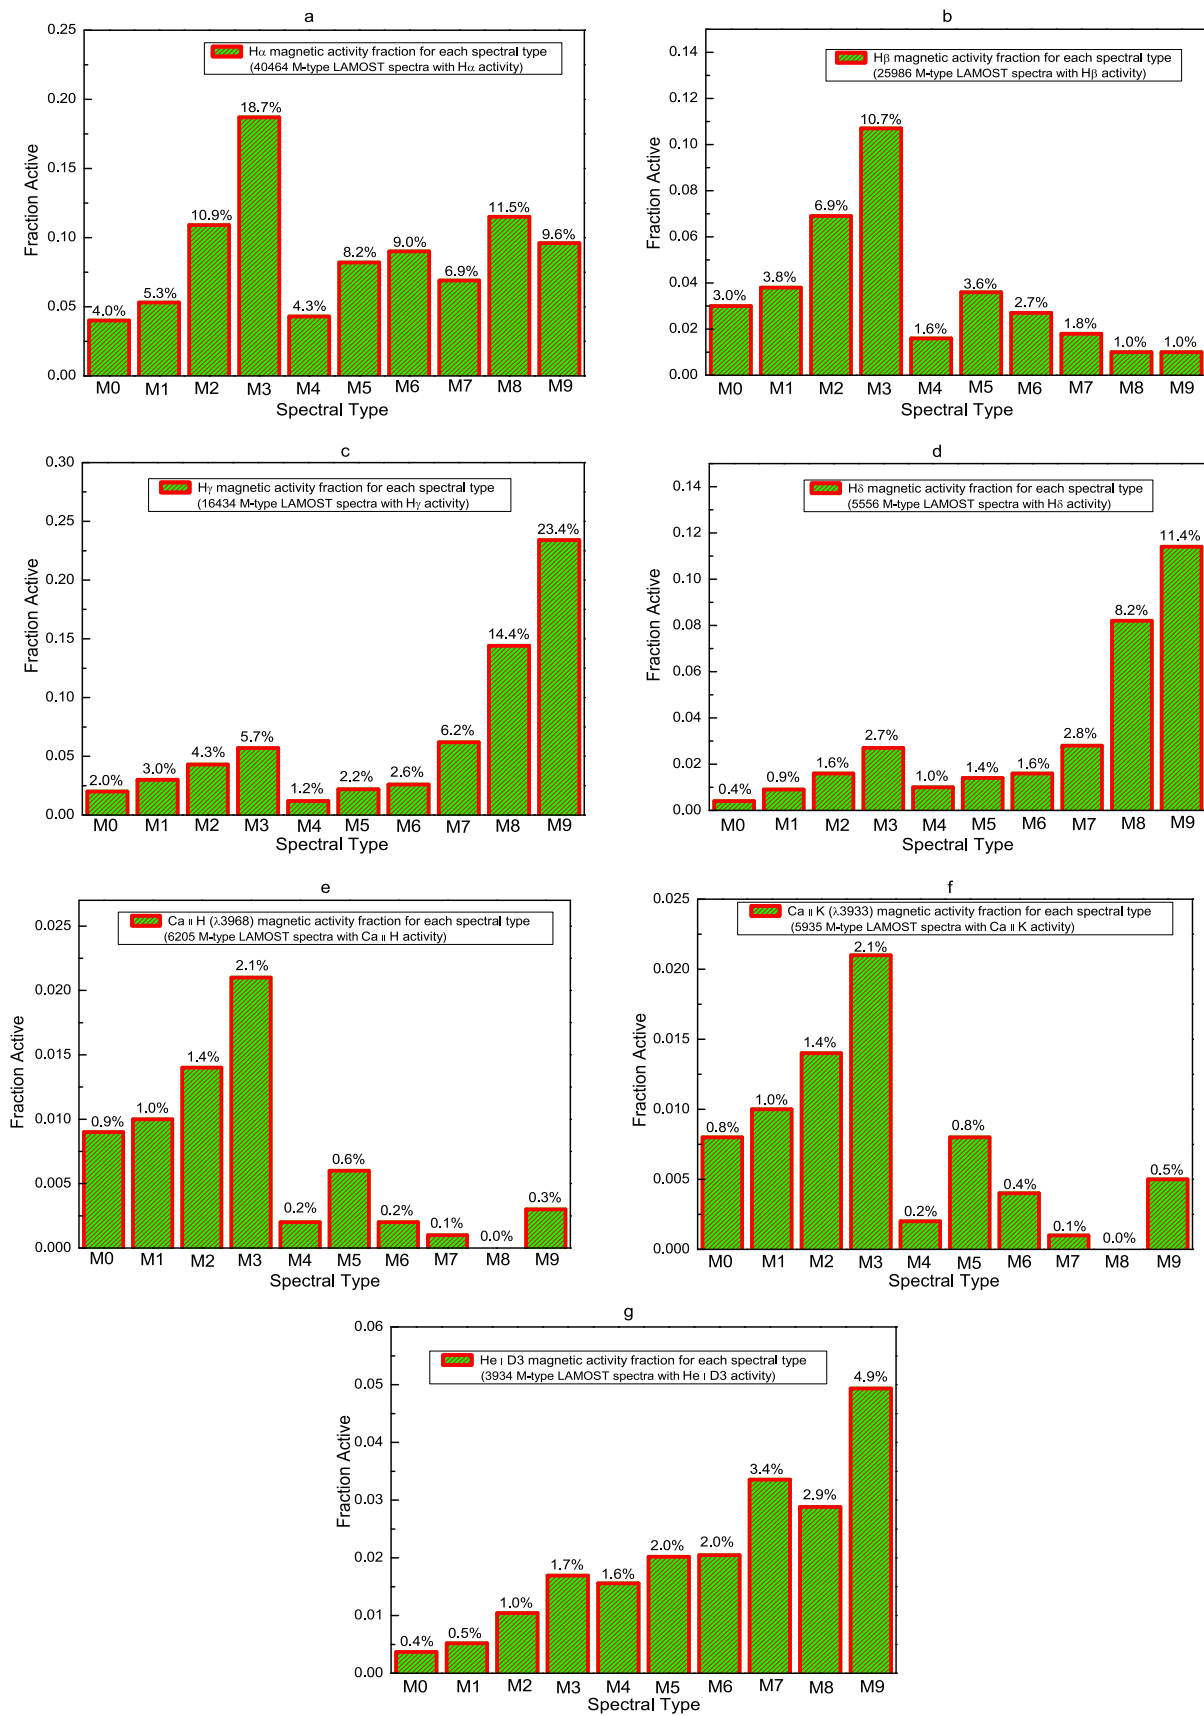 a
Hα magnetic activity fraction for each spectral type
(40464 M-type LAMOST spectra with Hα activity)
0.25
0.20
0.15
0.10
0.05
0.00
Fraction Active
4.0%
5.3%
10.9%
18.7%
4.3%
8.2%
9.0%
6.9%
11.5%
9.6%
M0 M1 M2 M3 M4 M5 M6 M7 M8 M9
Spectral Type
b
Hβ magnetic activity fraction for each spectral type
(25986 M-type LAMOST spectra with Hβ activity)
0.14
0.12
0.10
0.08
0.06
0.04
0.02
0.00
Fraction Active
3.0%
3.8%
6.9%
10.7%
1.6%
3.6%
2.7%
1.8%
1.0%
1.0%
M0 M1 M2 M3 M4 M5 M6 M7 M8 M9
Spectral Type
c
Hγ magnetic activity fraction for each spectral type
(16434 M-type LAMOST spectra with Hγ activity)
0.30
0.25
0.20
0.15
0.10
0.05
0.00
Fraction Active
2.0%
3.0%
4.3%
5.7%
1.2%
2.2%
2.6%
6.2%
14.4%
23.4%
M0 M1 M2 M3 M4 M5 M6 M7 M8 M9
Spectral Type
d
Hδ magnetic activity fraction for each spectral type
(5556 M-type LAMOST spectra with Hδ activity)
0.14
0.12
0.10
0.08
0.06
0.04
0.02
0.00
Fraction Active
0.4%
0.9%
1.6%
2.7%
1.0%
1.4%
1.6%
2.8%
8.2%
11.4%
M0 M1 M2 M3 M4 M5 M6 M7 M8 M9
Spectral Type
e
Ca II H (λ3968) magnetic activity fraction for each spectral type
(6205 M-type LAMOST spectra with Ca II H activity)
0.025
0.020
0.015
0.010
0.005
0.000
Fraction Active
0.9%
1.0%
1.4%
2.1%
0.2%
0.6%
0.2%
0.1%
0.0%
0.3%
M0 M1 M2 M3 M4 M5 M6 M7 M8 M9
Spectral Type
f
Ca II K (λ3933) magnetic activity fraction for each spectral type
(5935 M-type LAMOST spectra with Ca II K activity)
0.025
0.020
0.015
0.010
0.005
0.000
Fraction Active
0.8%
1.0%
1.4%
2.1%
0.2%
0.8%
0.4%
0.1%
0.0%
0.5%
M0 M1 M2 M3 M4 M5 M6 M7 M8 M9
Spectral Type
g
He I D3 magnetic activity fraction for each spectral type
(3934 M-type LAMOST spectra with He I D3 activity)
0.06
0.05
0.04
0.03
0.02
0.01
0.00
Fraction Active
0.4%
0.5%
1.0%
1.7%
1.6%
2.0%
2.0%
3.4%
2.9%
4.9%
M0 M1 M2 M3 M4 M5 M6 M7 M8 M9
Spectral Type